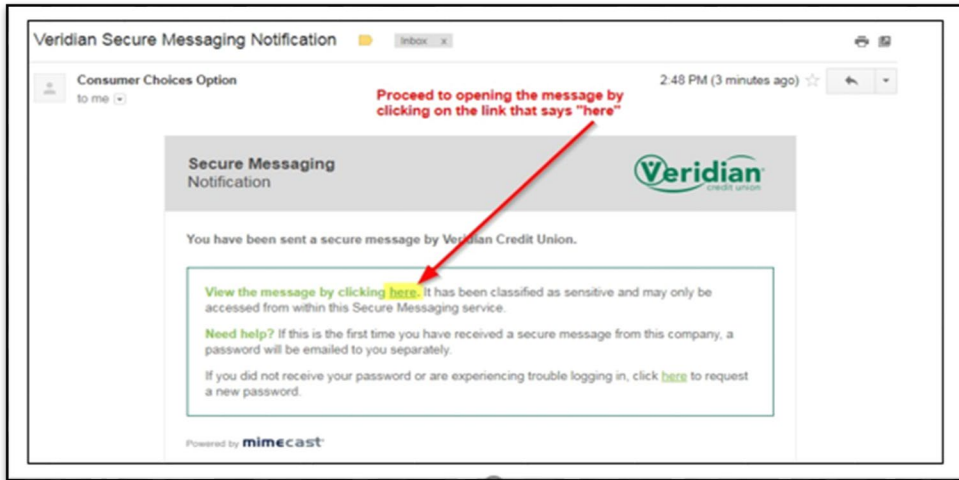 Veridian Secure Messaging Notification
Inbox x
Consumer Choices Option
2:48 PM (3 minutes ago)
to me
Proceed to opening the message by
clicking on the link that says "here"
Secure Messaging
Notification
Veridian
credit union
You have been sent a secure message by Veridian Credit Union.
View the message by clicking here. It has been classified as sensitive and may only be
accessed from within this Secure Messaging service.
Need help? If this is the first time you have received a secure message from this company, a
password will be emailed to you separately.
If you did not receive your password or are experiencing trouble logging in, click here to request
a new password.
Powered by mimecast